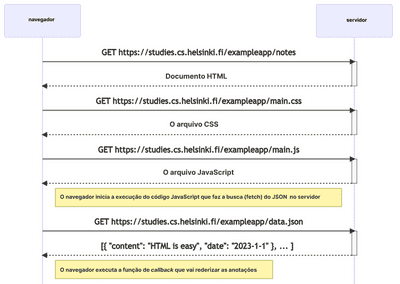 navegador
servidor
GET https://studies.cs.helsinki.fi/exampleapp/notes
Documento HTML
GET https://studies.cs.helsinki.fi/exampleapp/main.css
O arquivo CSS
GET https://studies.cs.helsinki.fi/exampleapp/main.js
O arquivo JavaScript
O navegador inicia a execução do código JavaScript que faz a busca (fetch) do JSON no servidor
GET https://studies.cs.helsinki.fi/exampleapp/data.json
[{ "content": "HTML is easy", "date": "2023-1-1" }, ... ]
O navegador executa a função de callback que vai rederizar as anotações